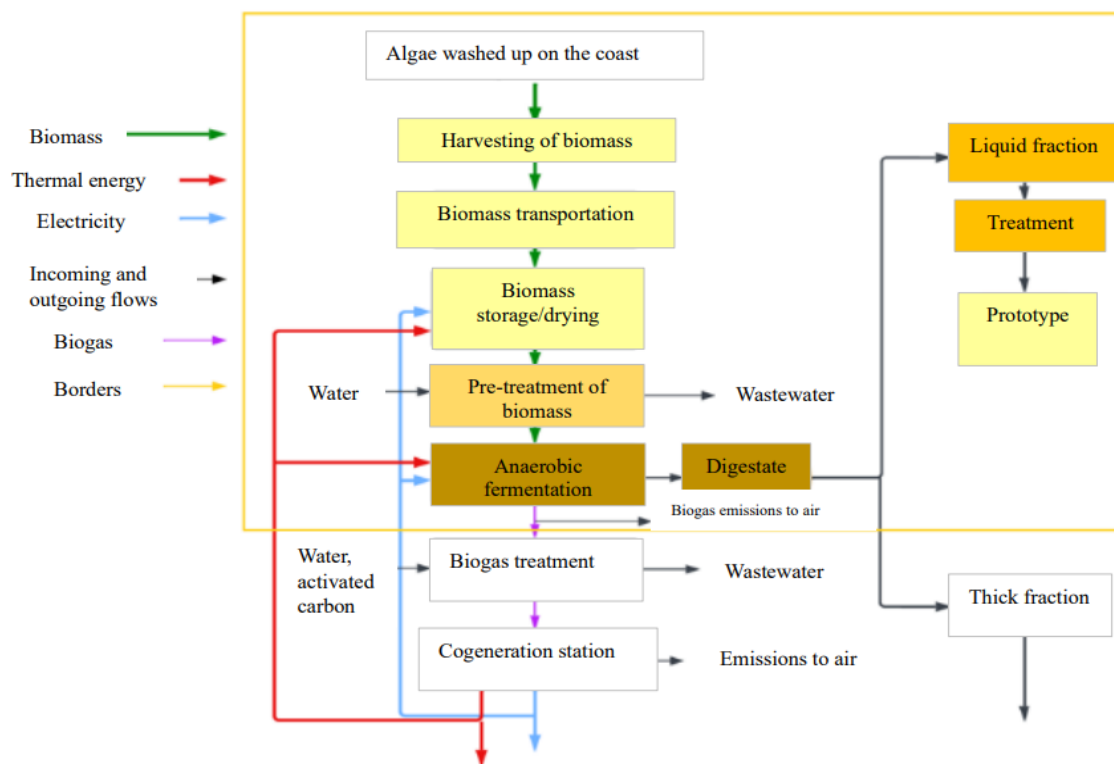 Algae washed up on the coast
Biomass
Thermal energy
Electricity
Incoming and
outgoing flows
Biogas
Borders
Harvesting of biomass
Biomass transportation
Biomass
storage/drying
Water
Pre-treatment of
biomass
Wastewater
Anaerobic
fermentation
Digestate
Biogas emissions to air
Liquid fraction
Treatment
Prototype
Water,
activated
carbon
Biogas treatment
Wastewater
Thick fraction
Cogeneration station
Emissions to air